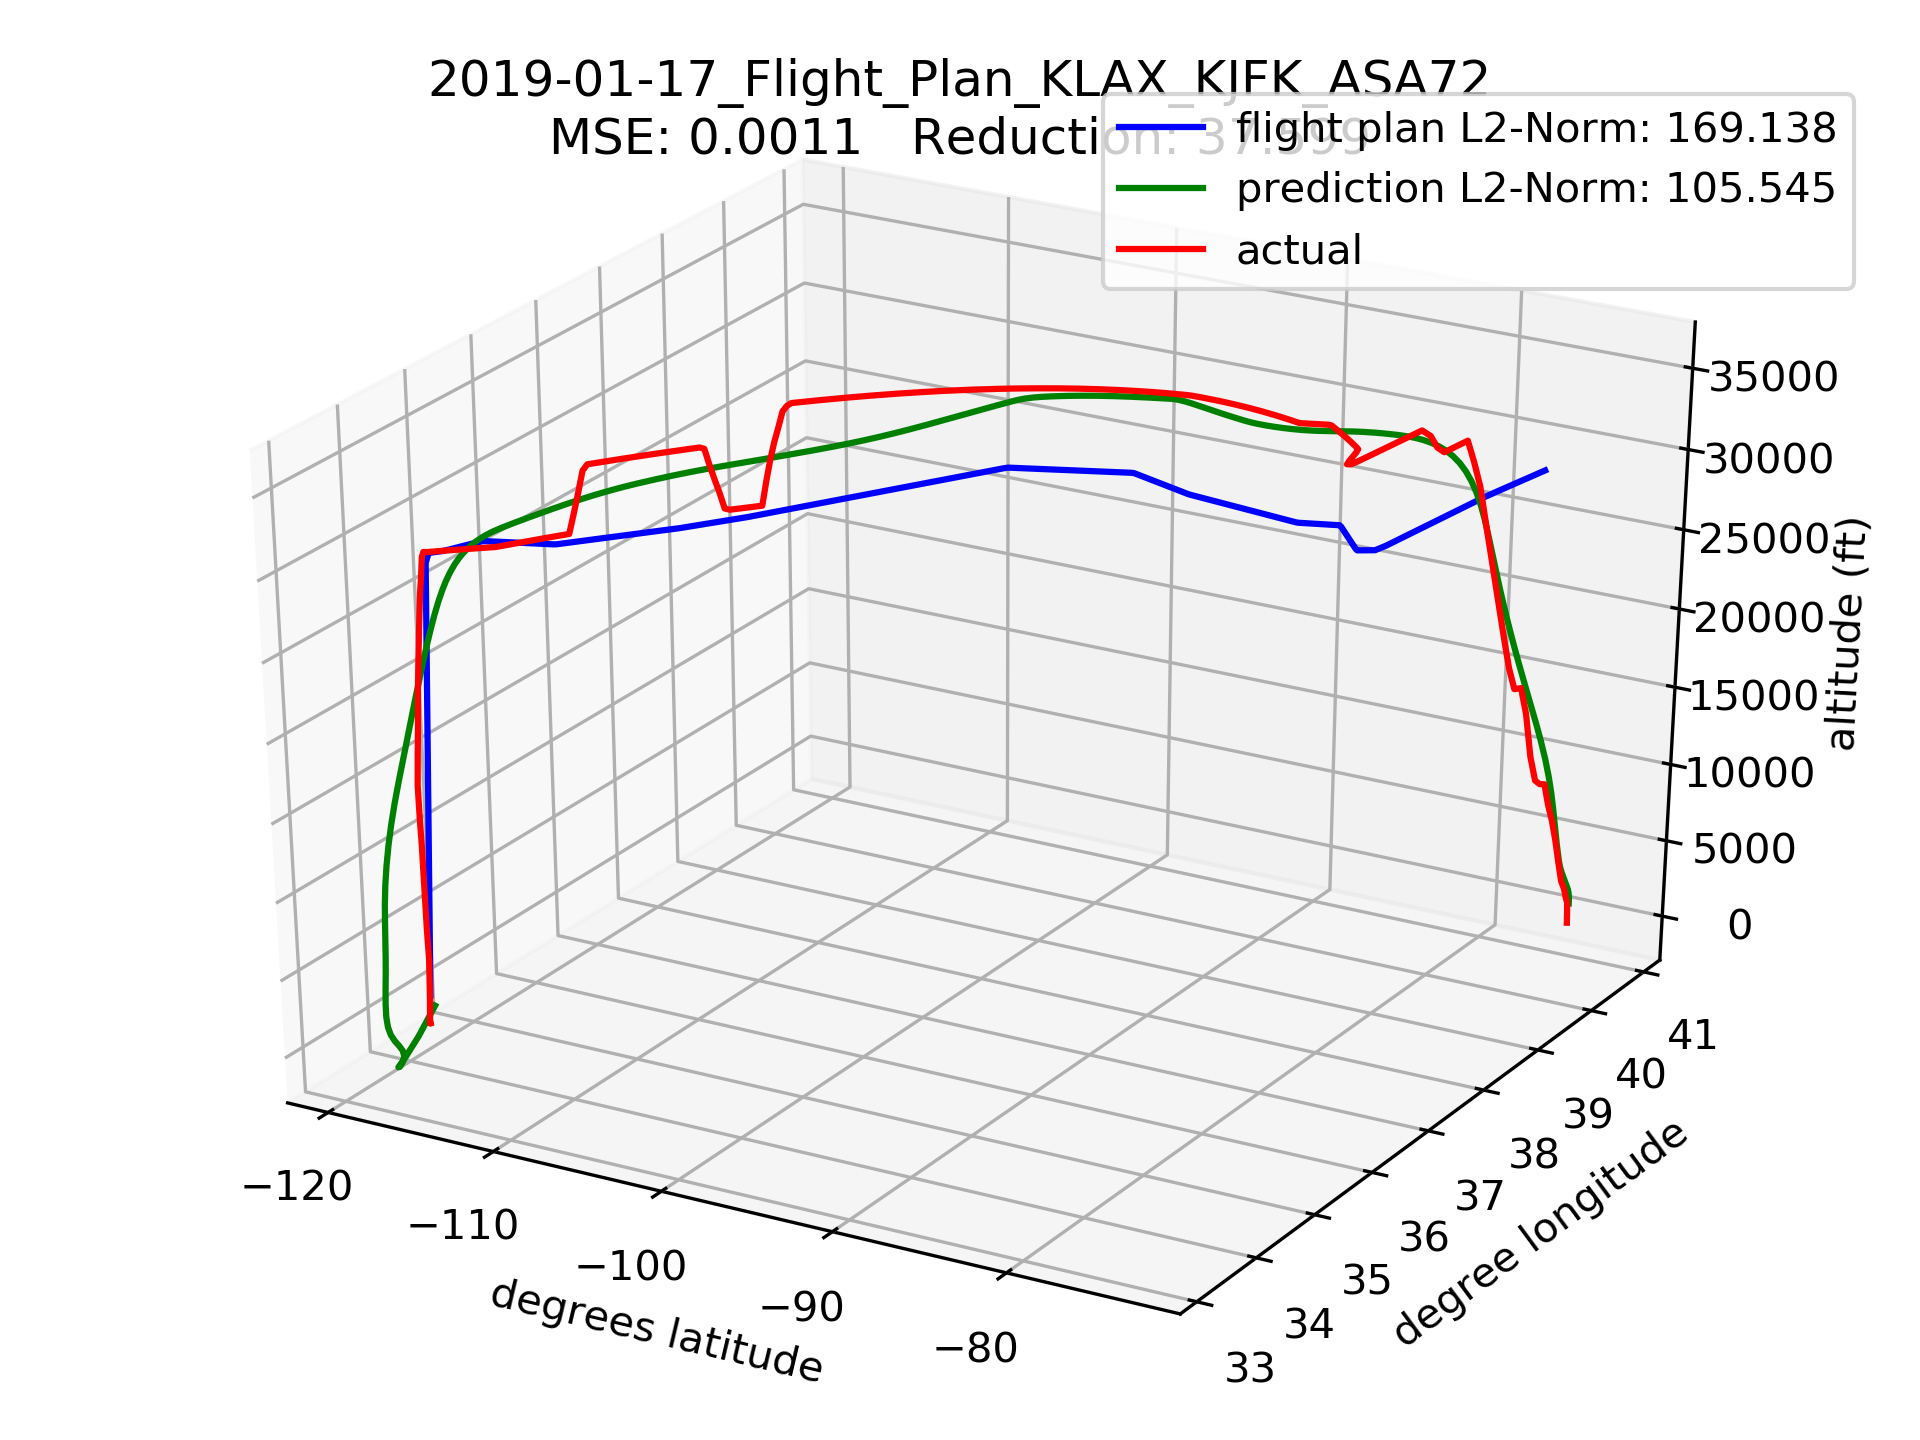 2019-01-17_Flight_Plan_KLAX_KJFK_ASA72
MSE: 0.0011 Reduction: 37.599
flight plan L2-Norm: 169.138
prediction L2-Norm: 105.545
actual
35000
30000
25000
20000
15000
10000
5000
0
altitude (ft)
41
40
39
38
37
36
35
34
33
degree longitude
−120
−110
−100
−90
−80
degrees latitude